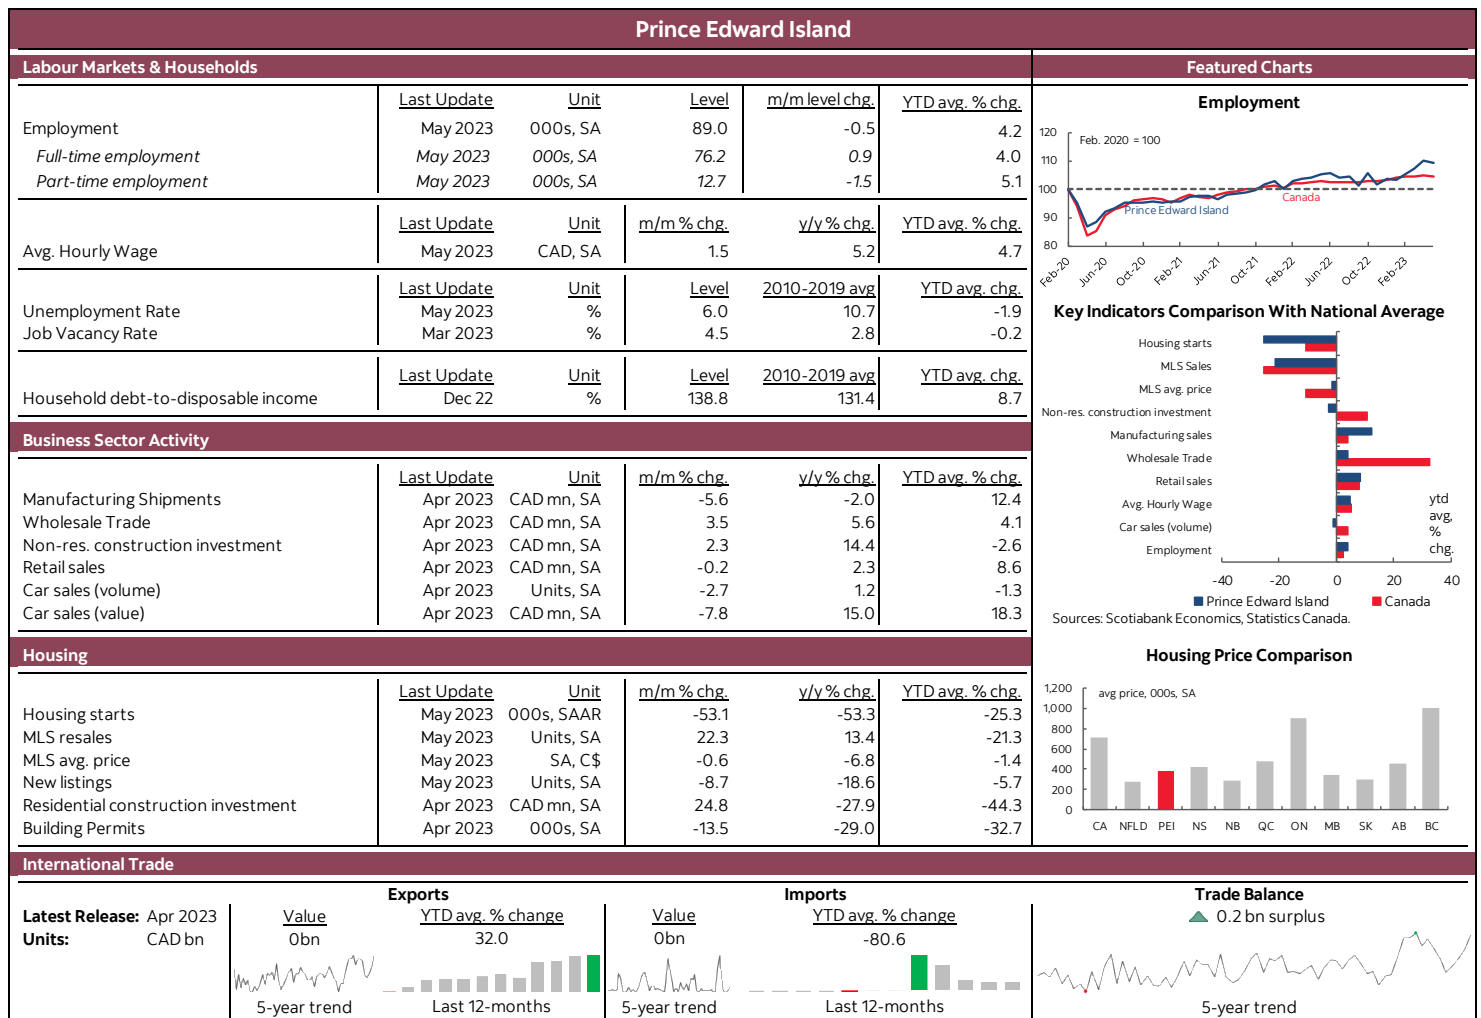 Prince Edward Island
Labour Markets & Households
Last Update Unit Level m/m level chg. YTD avg. % chg.
Employment May 2023 000s, SA 89.0 -0.5 4.2
Full-time employment May 2023 000s, SA 76.2 0.9 4.0
Part-time employment May 2023 000s, SA 12.7 -1.5 5.1
Last Update Unit m/m % chg. y/y % chg. YTD avg. % chg.
Avg. Hourly Wage May 2023 CAD, SA 1.5 5.2 4.7
Last Update Unit Level 2010-2019 avg YTD avg. chg.
Unemployment Rate May 2023 % 6.0 10.7 -1.9
Job Vacancy Rate Mar 2023 % 4.5 2.8 -0.2
Last Update Unit Level 2010-2019 avg YTD avg. chg.
Household debt-to-disposable income Dec 22 % 138.8 131.4 8.7
Business Sector Activity
Last Update Unit m/m % chg. y/y % chg. YTD avg. % chg.
Manufacturing Shipments Apr 2023 CAD mn, SA -5.6 -2.0 12.4
Wholesale Trade Apr 2023 CAD mn, SA 3.5 5.6 4.1
Non-res. construction investment Apr 2023 CAD mn, SA 2.3 14.4 -2.6
Retail sales Apr 2023 CAD mn, SA -0.2 2.3 8.6
Car sales (volume) Apr 2023 Units, SA -2.7 1.2 -1.3
Car sales (value) Apr 2023 CAD mn, SA -7.8 15.0 18.3
Housing
Last Update Unit m/m % chg. y/y % chg. YTD avg. % chg.
Housing starts May 2023 000s, SAAR -53.1 -53.3 -25.3
MLS resales May 2023 Units, SA 22.3 13.4 -21.3
MLS avg. price May 2023 SA, C$ -0.6 -6.8 -1.4
New listings May 2023 Units, SA -8.7 -18.6 -5.7
Residential construction investment Apr 2023 CAD mn, SA 24.8 -27.9 -44.3
Building Permits Apr 2023 000s, SA -13.5 -29.0 -32.7
Featured Charts
Employment
120
Feb. 2020 = 100
110
100
Canada
Prince Edward Island
90
80
Feb-20 Jun-20 Oct-20 Feb-21 Jun-21 Oct-21 Feb-22 Jun-22 Oct-22 Feb-23
Key Indicators Comparison With National Average
Housing starts
MLS Sales
MLS avg. price
Non-res. construction investment
Manufacturing sales
Wholesale Trade
Retail sales
Avg. Hourly Wage
Car sales (volume)
Employment
ytd
avg,
%
chg.
-40 -20 0 20 40
Prince Edward Island Canada
Sources: Scotiabank Economics, Statistics Canada.
Housing Price Comparison
1,200
avg price, 000s, SA
1,000
800
600
400
200
0
CA NFLD PEI NS NB QC ON MB SK AB BC
International Trade
Exports Imports Trade Balance
Latest Release: Apr 2023 Value YTD avg. % change Value YTD avg. % change 0.2 bn surplus
Units: CAD bn 0bn 32.0 0bn -80.6
5-year trend Last 12-months 5-year trend Last 12-months 5-year trend